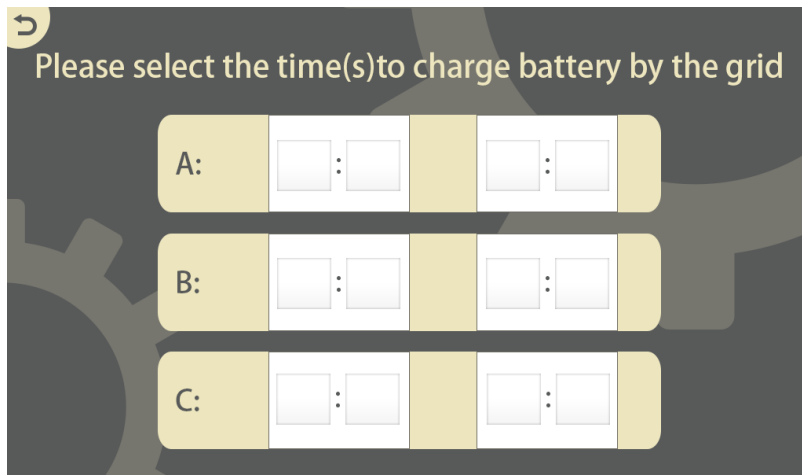 Please select the time(s)to charge battery by the grid
A: : :
B: : :
C: : :